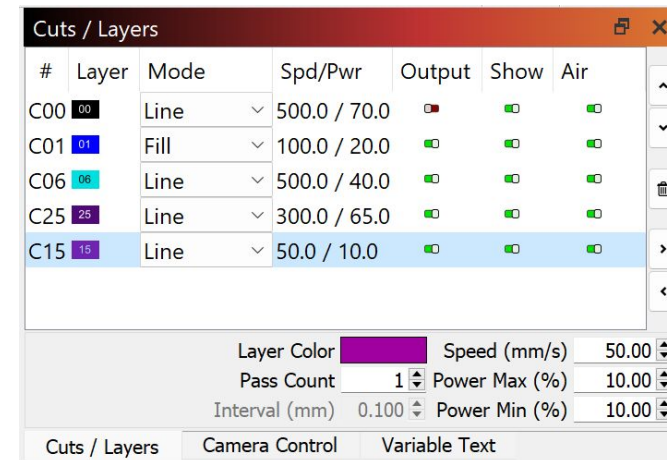 Cuts / Layers
# Layer Mode Spd/Pwr Output Show Air
C00 00 Line 500.0 / 70.0
C01 01 Fill 100.0 / 20.0
C06 06 Line 500.0 / 40.0
C25 25 Line 300.0 / 65.0
C15 15 Line 50.0 / 10.0
Layer Color Speed (mm/s) 50.00
Pass Count 1 Power Max (%) 10.00
Interval (mm) 0.100 Power Min (%) 10.00
Cuts / Layers Camera Control Variable Text